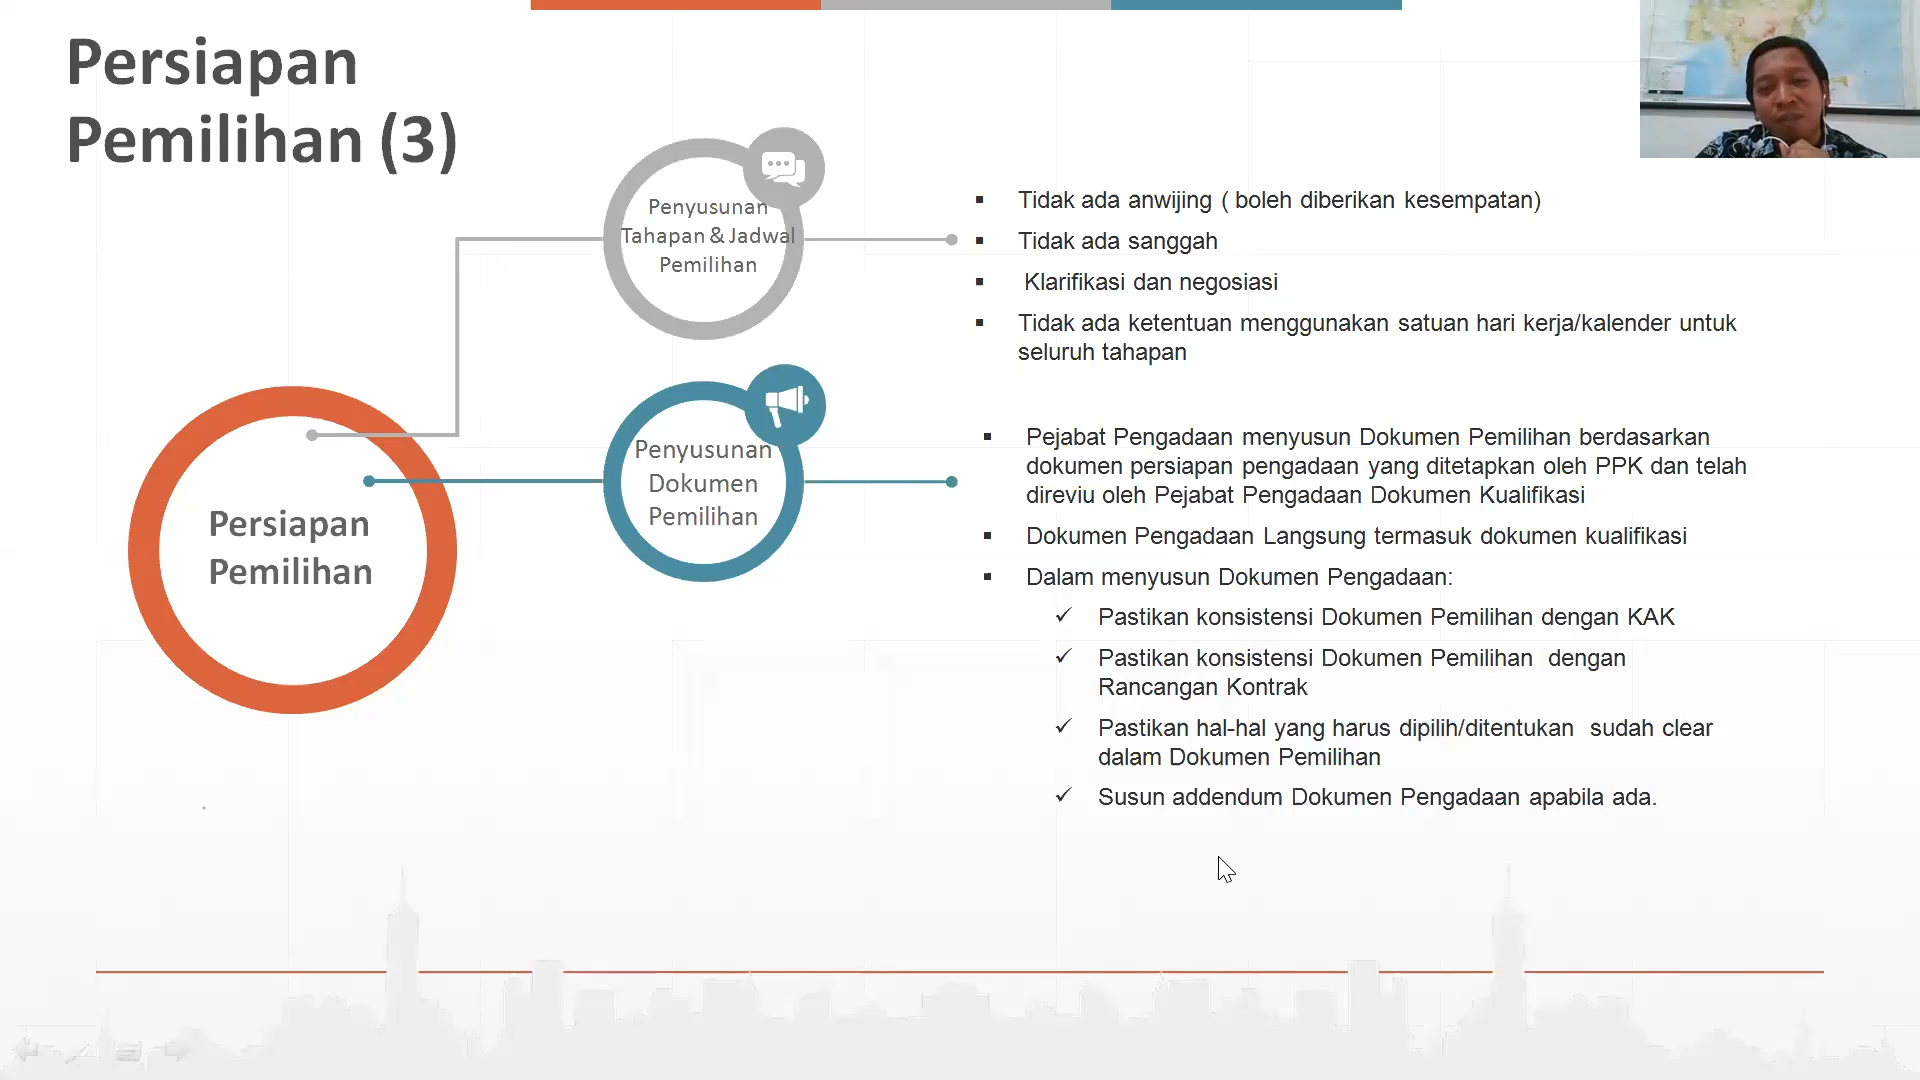 Persiapan
Pemilihan (3)
Penyusunan
Tahapan & Jadwal
Pemilihan
Tidak ada anwijing ( boleh diberikan kesempatan)
Tidak ada sanggah
Klarifikasi dan negosiasi
Tidak ada ketentuan menggunakan satuan hari kerja/kalender untuk
seluruh tahapan
Persiapan
Pemilihan
Penyusunan
Dokumen
Pemilihan
Pejabat Pengadaan menyusun Dokumen Pemilihan berdasarkan
dokumen persiapan pengadaan yang ditetapkan oleh PPK dan telah
direviu oleh Pejabat Pengadaan Dokumen Kualifikasi
Dokumen Pengadaan Langsung termasuk dokumen kualifikasi
Dalam menyusun Dokumen Pengadaan:
Pastikan konsistensi Dokumen Pemilihan dengan KAK
Pastikan konsistensi Dokumen Pemilihan dengan
Rancangan Kontrak
Pastikan hal-hal yang harus dipilih/ditentukan sudah clear
dalam Dokumen Pemilihan
Susun addendum Dokumen Pengadaan apabila ada.